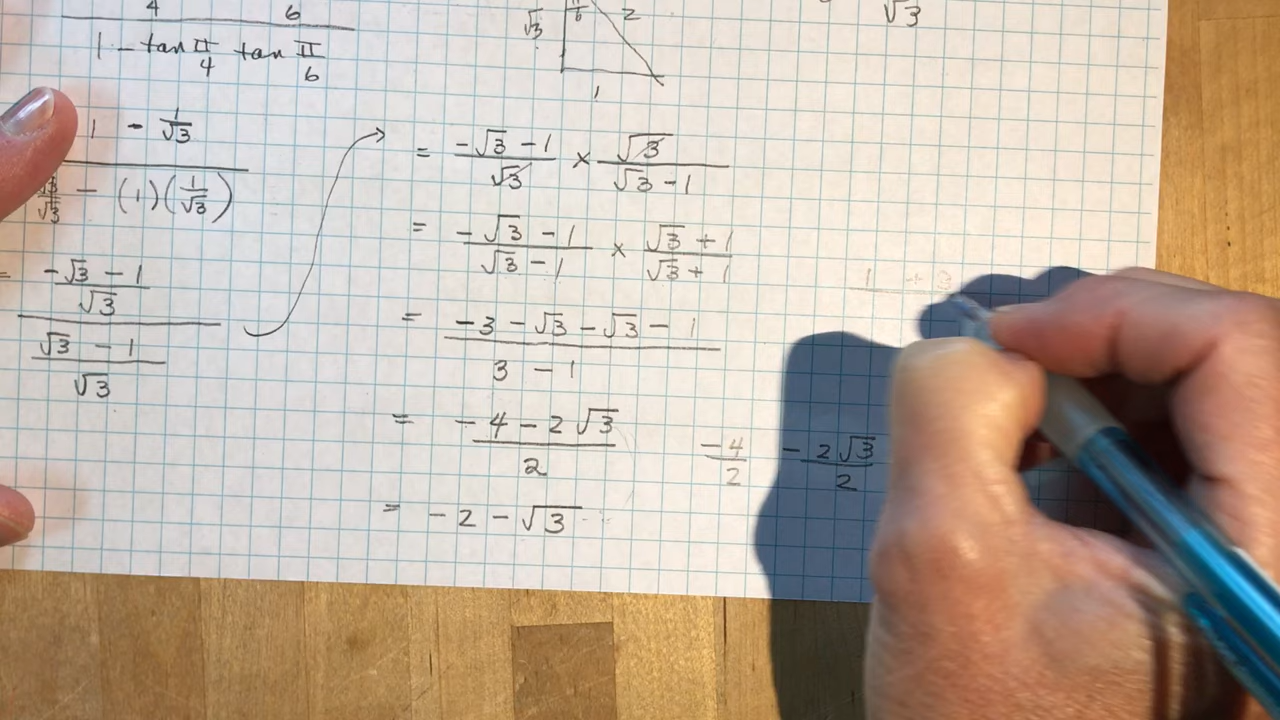 4 6
1 - tan π/4 tan π/6
1 - 1/√3
√3/√3 - (1)(1/√3)
= (-√3 - 1)/√3
(√3 - 1)/√3
√3 π/6 2
1
√3
= (-√3 - 1)/√3 × √3/(√3 - 1)
= (-√3 - 1)/(√3 - 1) × (√3 + 1)/(√3 + 1)
= (-3 - √3 - √3 - 1)/(3 - 1)
= (-4 - 2√3)/2
-4/2 - 2√3/2
= -2 - √3
1 +